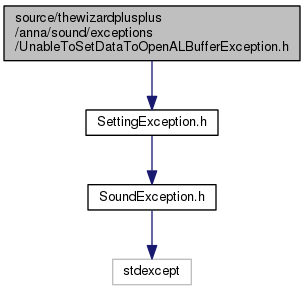 source/thewizardplusplus
/anna/sound/exceptions
/UnableToSetDataToOpenALBufferException.h
SettingException.h
SoundException.h
stdexcept